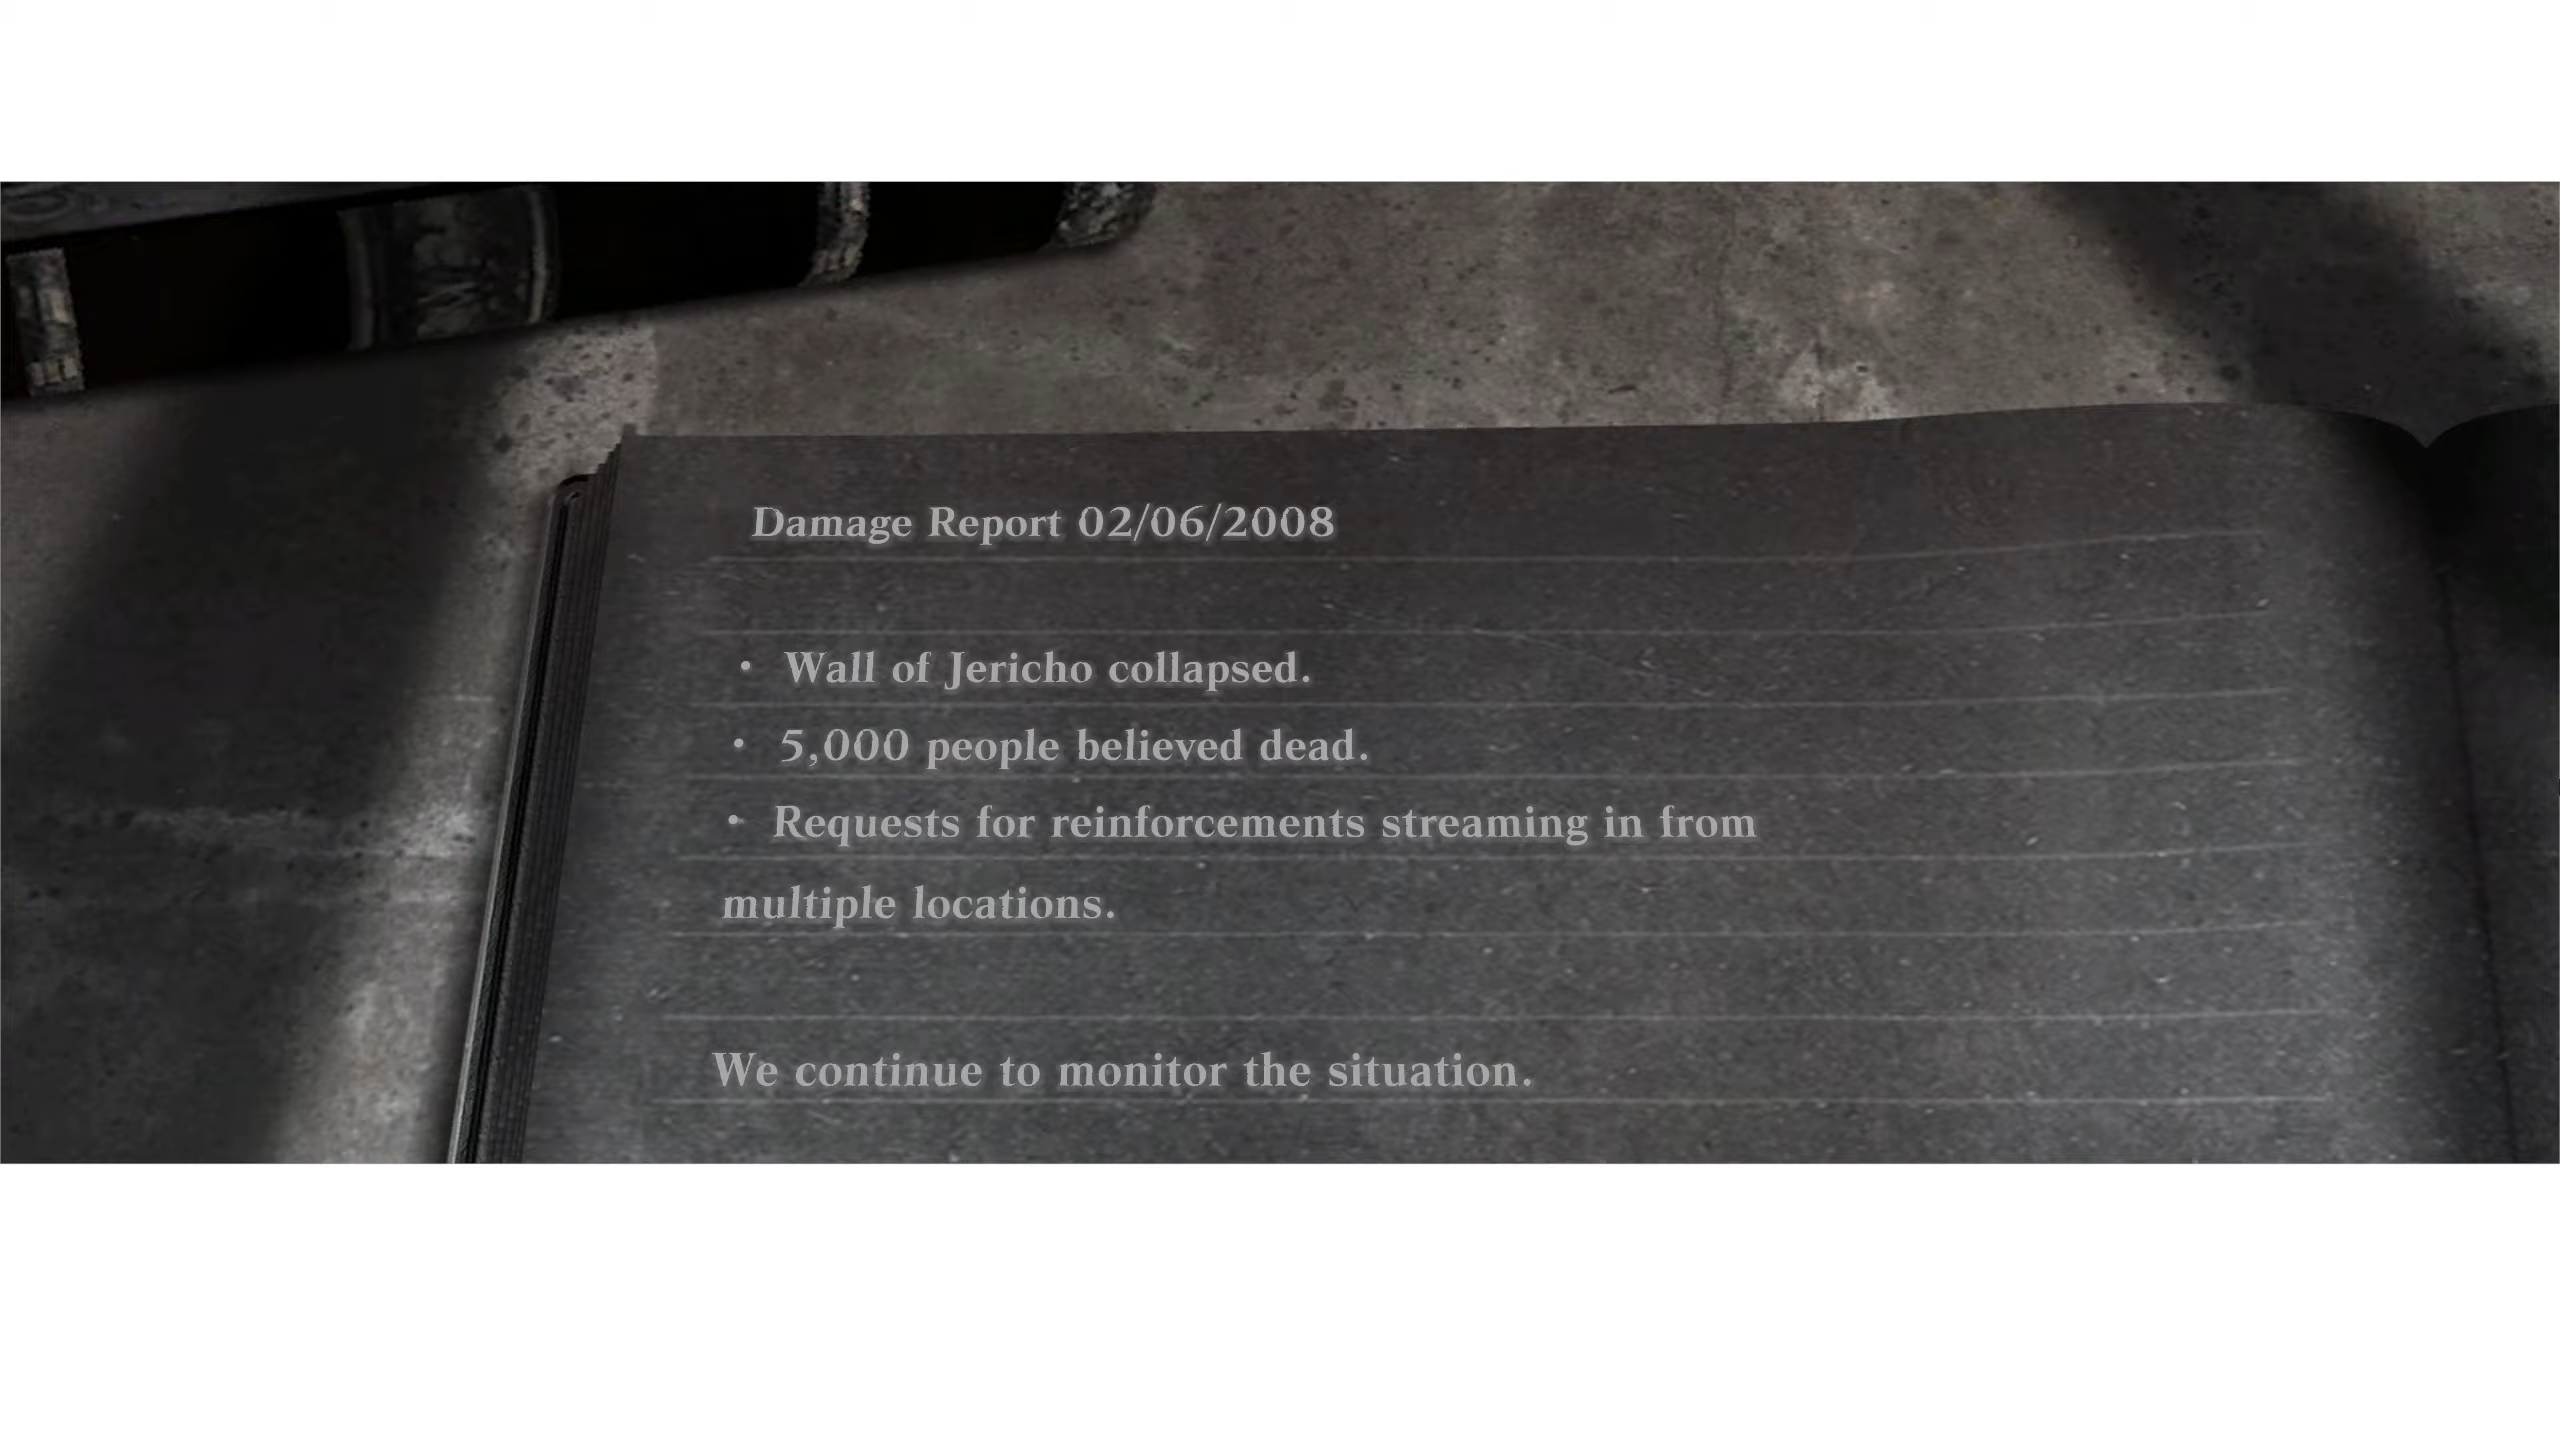 Damage Report 02/06/2008
・ Wall of Jericho collapsed.
・ 5,000 people believed dead.
・ Requests for reinforcements streaming in from
multiple locations.
We continue to monitor the situation.